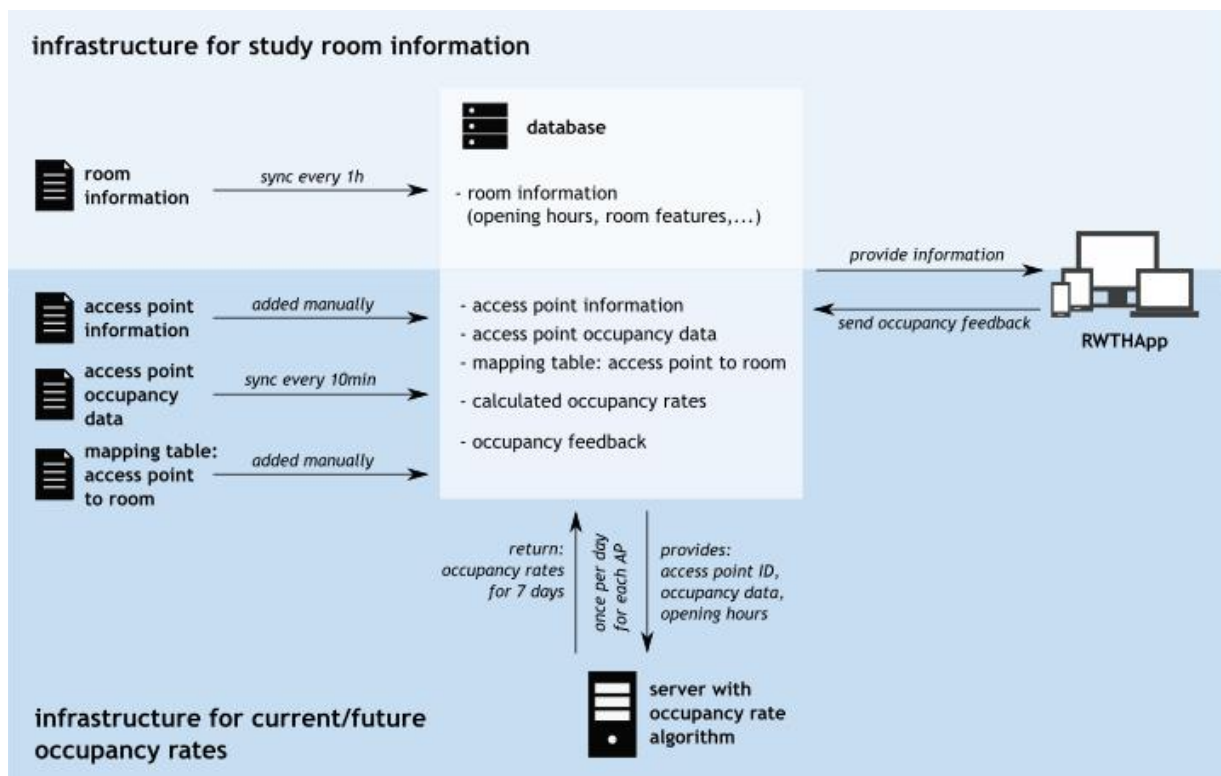 infrastructure for study room information
database
room
information
sync every 1h
- room information
(opening hours, room features,...)
provide information
send occupancy feedback
RWTHApp
access point
information
added manually
- access point information
- access point occupancy data
- mapping table: access point to room
- calculated occupancy rates
- occupancy feedback
access point
occupancy
data
sync every 10min
mapping table:
access point
to room
added manually
return:
occupancy rates
for 7 days
once per day
for each AP
provides:
access point ID,
occupancy data,
opening hours
server with
occupancy rate
algorithm
infrastructure for current/future
occupancy rates